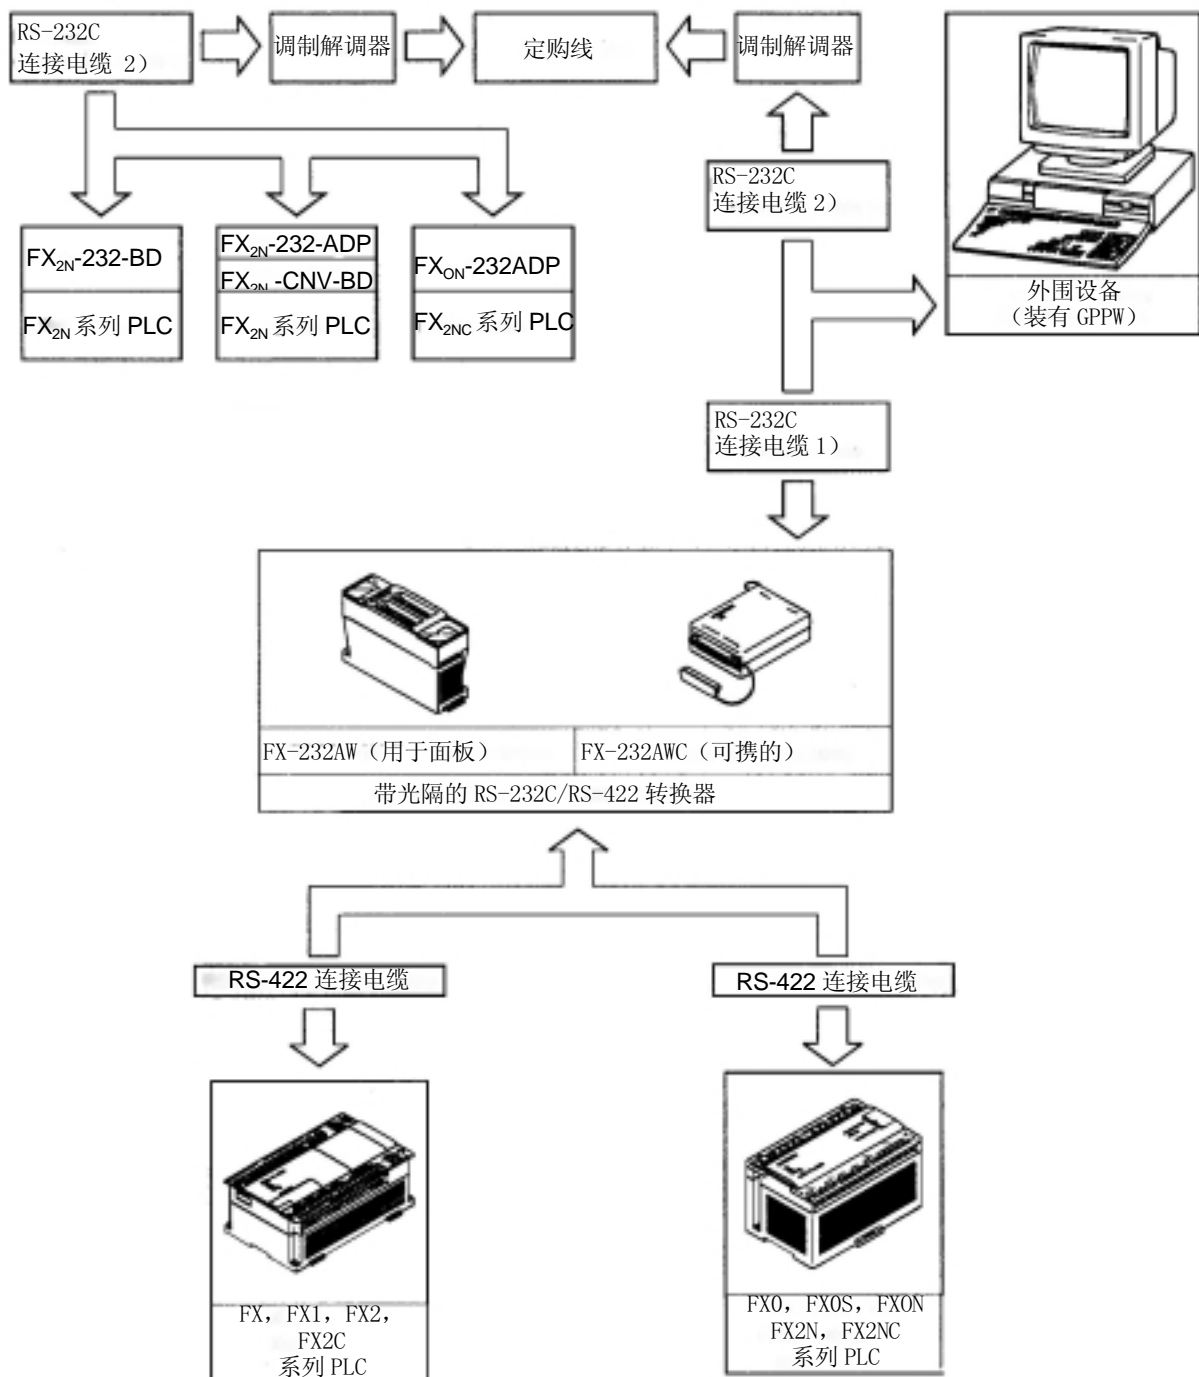 RS-232C
连接电缆 2）
调制解调器
定购线
调制解调器
RS-232C
连接电缆 2）
外围设备
（装有 GPPW）
FX2N-232-BD
FX2N 系列 PLC
FX2N-232-ADP
FX2N -CNV-BD
FX2N 系列 PLC
FXON-232ADP
FX2NC 系列 PLC
RS-232C
连接电缆 1）
FX-232AW（用于面板）
FX-232AWC（可携的）
带光隔的 RS-232C/RS-422 转换器
RS-422 连接电缆
RS-422 连接电缆
FX，FX1，FX2，
FX2C
系列 PLC
FX0，FX0S，FX0N
FX2N，FX2NC
系列 PLC